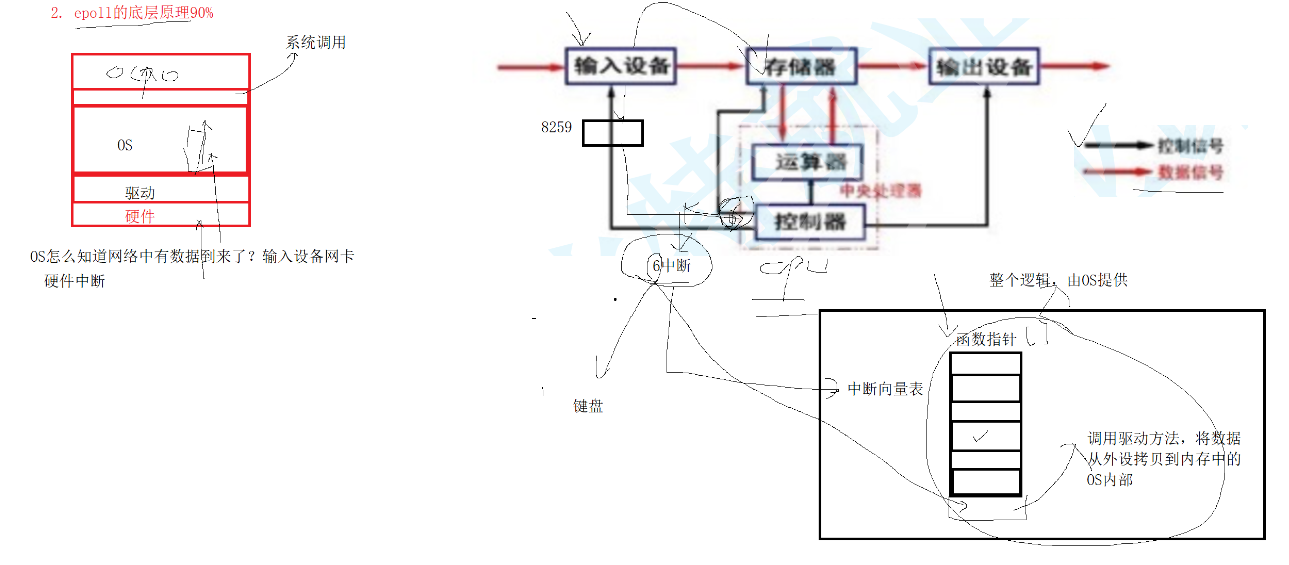 2. epoll的底层原理90%
系统调用
OS
驱动
硬件
OS怎么知道网络中有数据到来了？输入设备网卡
硬件中断
输入设备
存储器
输出设备
8259
运算器
中央处理器
控制器
控制信号
数据信号
6中断
cpu
键盘
整个逻辑，由OS提供
函数指针
中断向量表
调用驱动方法，将数据
从外设拷贝到内存中的
OS内部